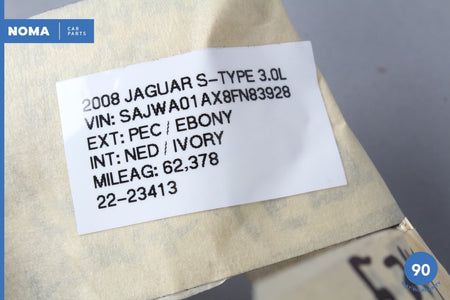 NOMA CAR PARTS
2008 JAGUAR S-TYPE 3.0L
VIN: SAJWA01AX8FN83928
EXT: PEC / EBONY
INT: NED / IVORY
MILEAG: 62,378
22-23413
90